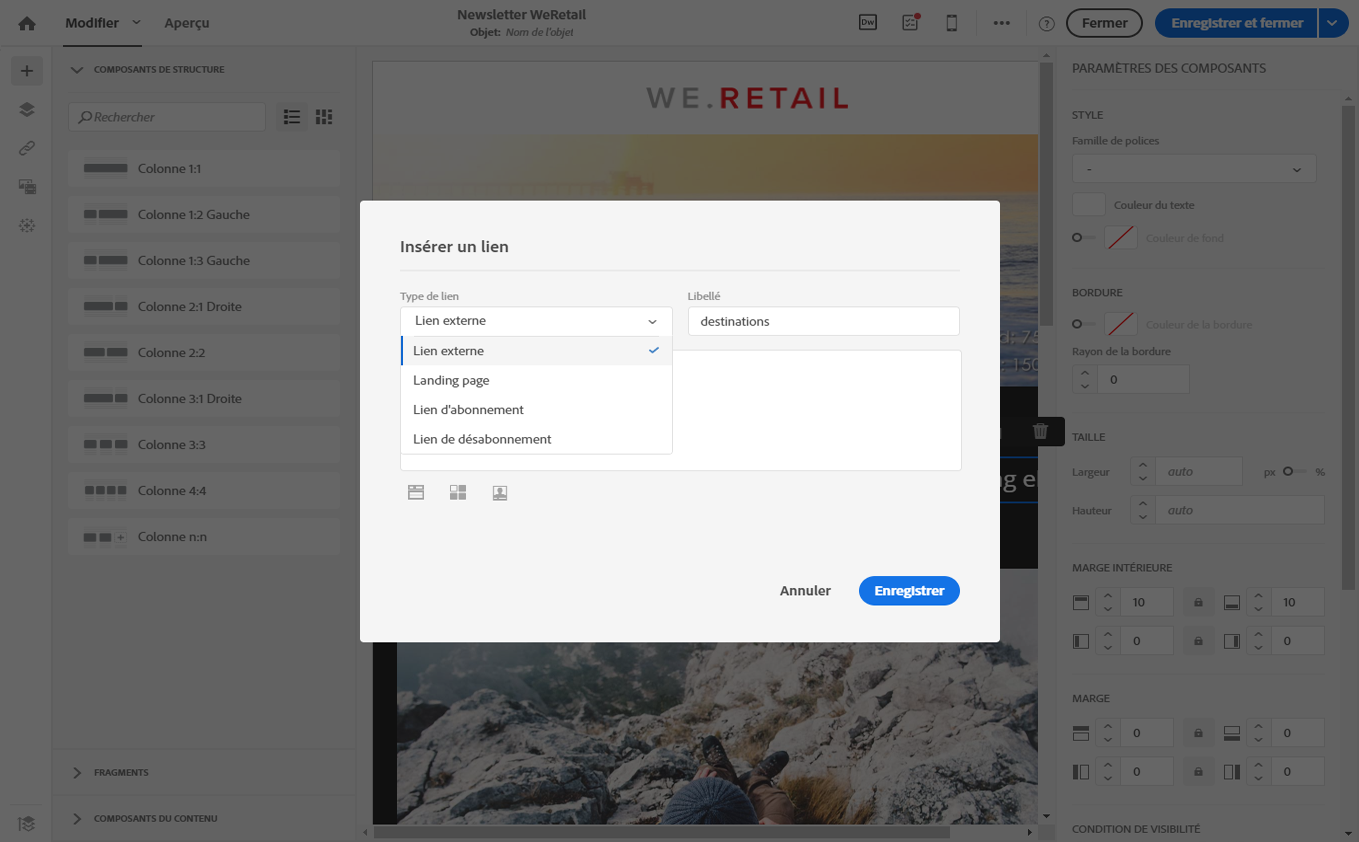 Modifier
Aperçu
Newsletter WeRetail
Objet: Nom de l'objet
Dw
?
Fermer
Enregistrer et fermer
COMPOSANTS DE STRUCTURE
Rechercher
Colonne 1:1
Colonne 1:2 Gauche
Colonne 1:3 Gauche
Colonne 2:1 Droite
Colonne 2:2
Colonne 3:1 Droite
Colonne 3:3
Colonne 4:4
Colonne n:n
FRAGMENTS
COMPOSANTS DU CONTENU
WE.RETAIL
Insérer un lien
Type de lien
Libellé
Lien externe
destinations
Lien externe
Landing page
Lien d'abonnement
Lien de désabonnement
Annuler
Enregistrer
PARAMÈTRES DES COMPOSANTS
STYLE
Famille de polices
-
Couleur du texte
Couleur de fond
BORDURE
Couleur de la bordure
Rayon de la bordure
0
TAILLE
Largeur
auto
px
%
Hauteur
auto
MARGE INTÉRIEURE
10
10
0
0
MARGE
0
0
0
0
CONDITION DE VISIBILITÉ